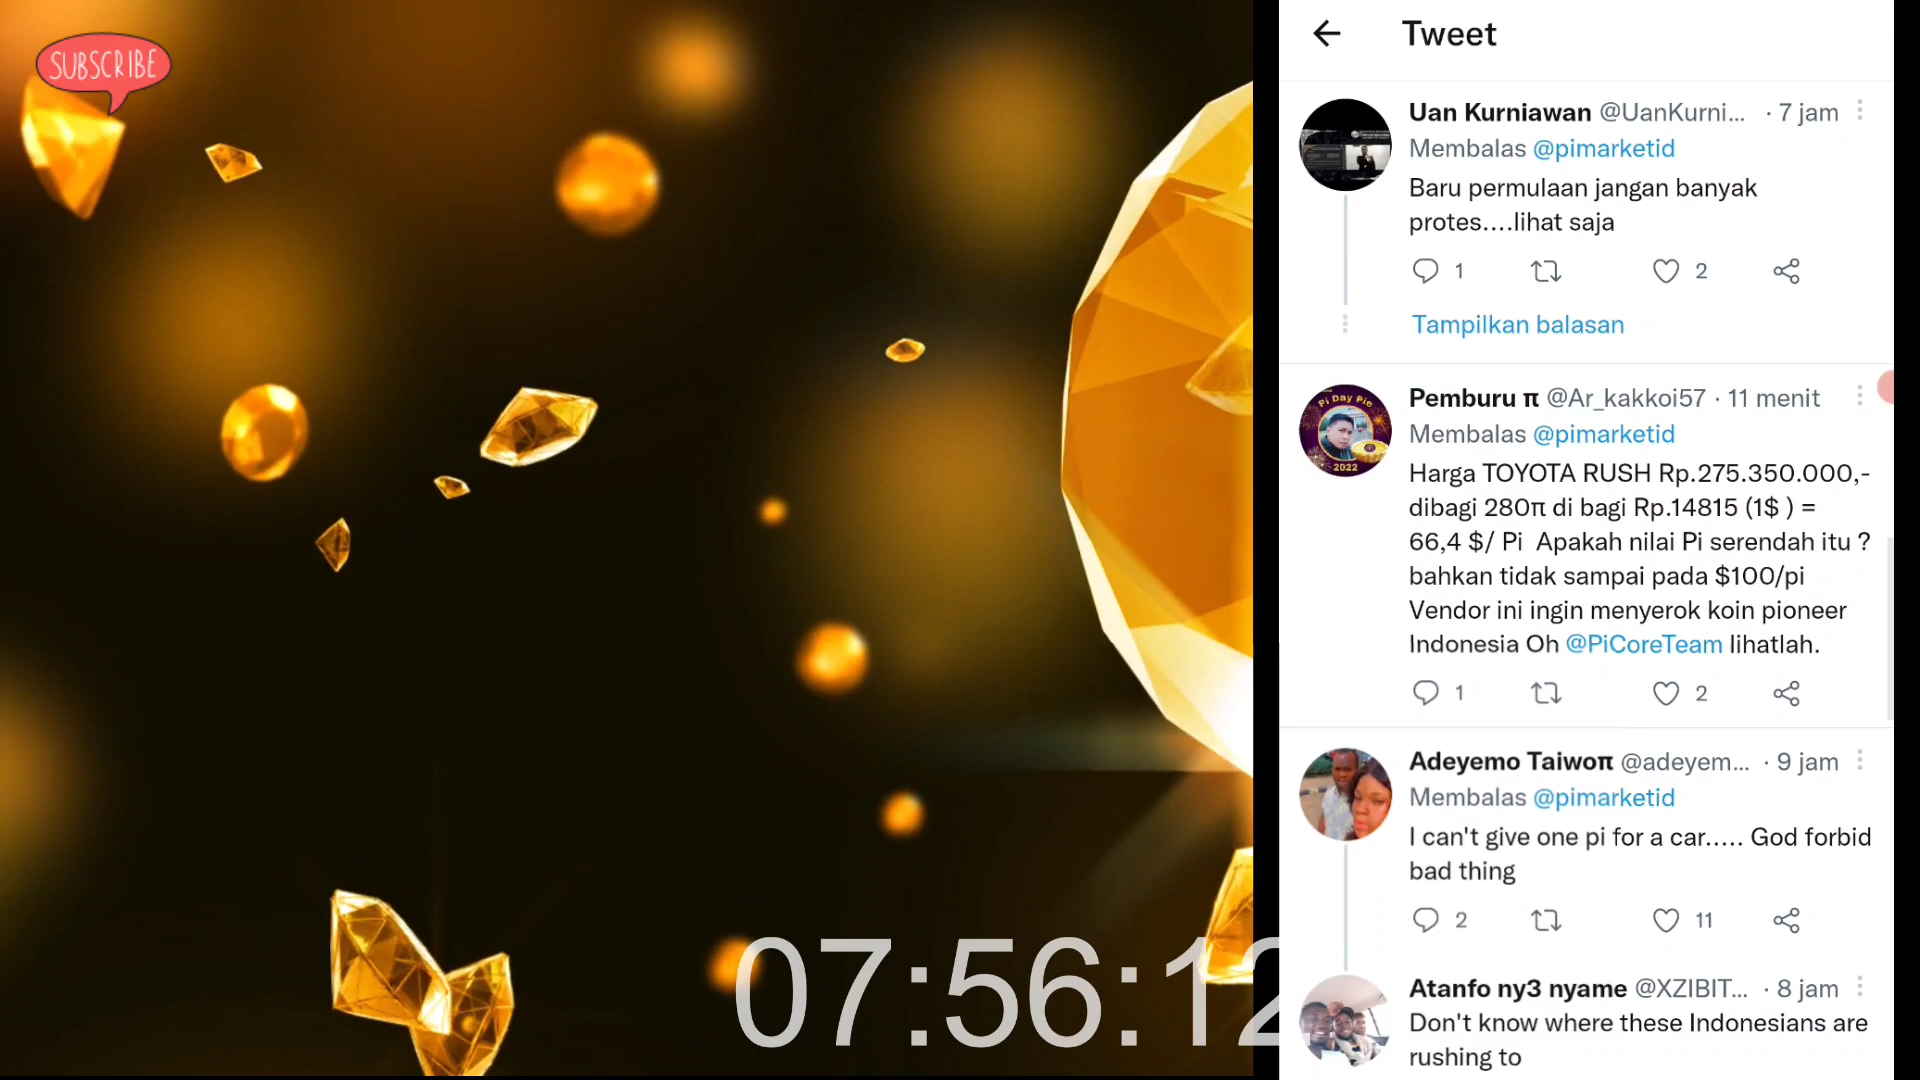 SUBSCRIBE
07:56:12
Tweet
Uan Kurniawan @UanKurni... · 7 jam
Membalas @pimarketid
Baru permulaan jangan banyak
protes....lihat saja
1 2
Tampilkan balasan
Pi Day Pie
2022
Pemburu π @Ar_kakkoi57 · 11 menit
Membalas @pimarketid
Harga TOYOTA RUSH Rp.275.350.000,-
dibagi 280π di bagi Rp.14815 (1$ ) =
66,4 $/ Pi Apakah nilai Pi serendah itu ?
bahkan tidak sampai pada $100/pi
Vendor ini ingin menyerok koin pioneer
Indonesia Oh @PiCoreTeam lihatlah.
1 2
Adeyemo Taiwoπ @adeyem... · 9 jam
Membalas @pimarketid
I can't give one pi for a car..... God forbid
bad thing
2 11
Atanfo ny3 nyame @XZIBIT... · 8 jam
Don't know where these Indonesians are
rushing to